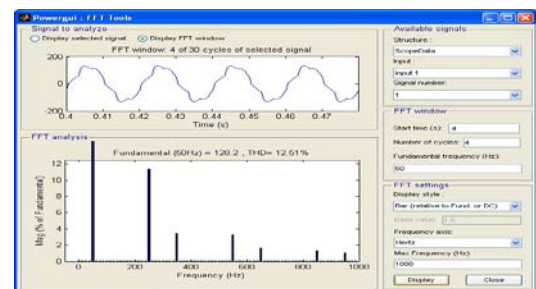 Powergui : FFT Tools
Signal to analyze
Display selected signal
Display FFT window
FFT window: 4 of 30 cycles of selected signal
200
0
-200
0.4 0.41 0.42 0.43 0.44 0.45 0.46 0.47
Time (s)
FFT analysis
Fundamental (50Hz) = 128.2 , THD= 12.51%
12
10
8
6
4
2
0
0 200 400 600 800 1000
Frequency (Hz)
Mag (% of Fundamental)
Available signals
Structure :
ScopeData
Input :
input 1
Signal number:
1
FFT window
Start time (s): .4
Number of cycles: 4
Fundamental frequency (Hz):
50
FFT settings
Display style :
Bar (relative to Fund. or DC)
Base value: 1.0
Frequency axis:
Hertz
Max Frequency (Hz):
1000
Display
Close